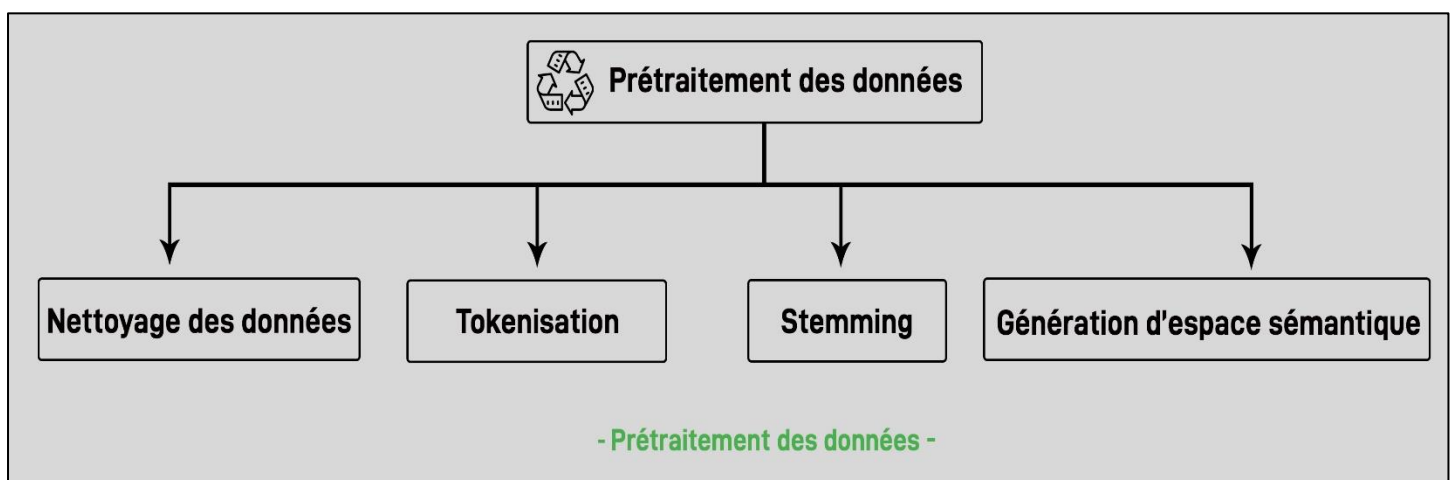 Prétraitement des données
Nettoyage des données
Tokenisation
Stemming
Génération d'espace sémantique
- Prétraitement des données -